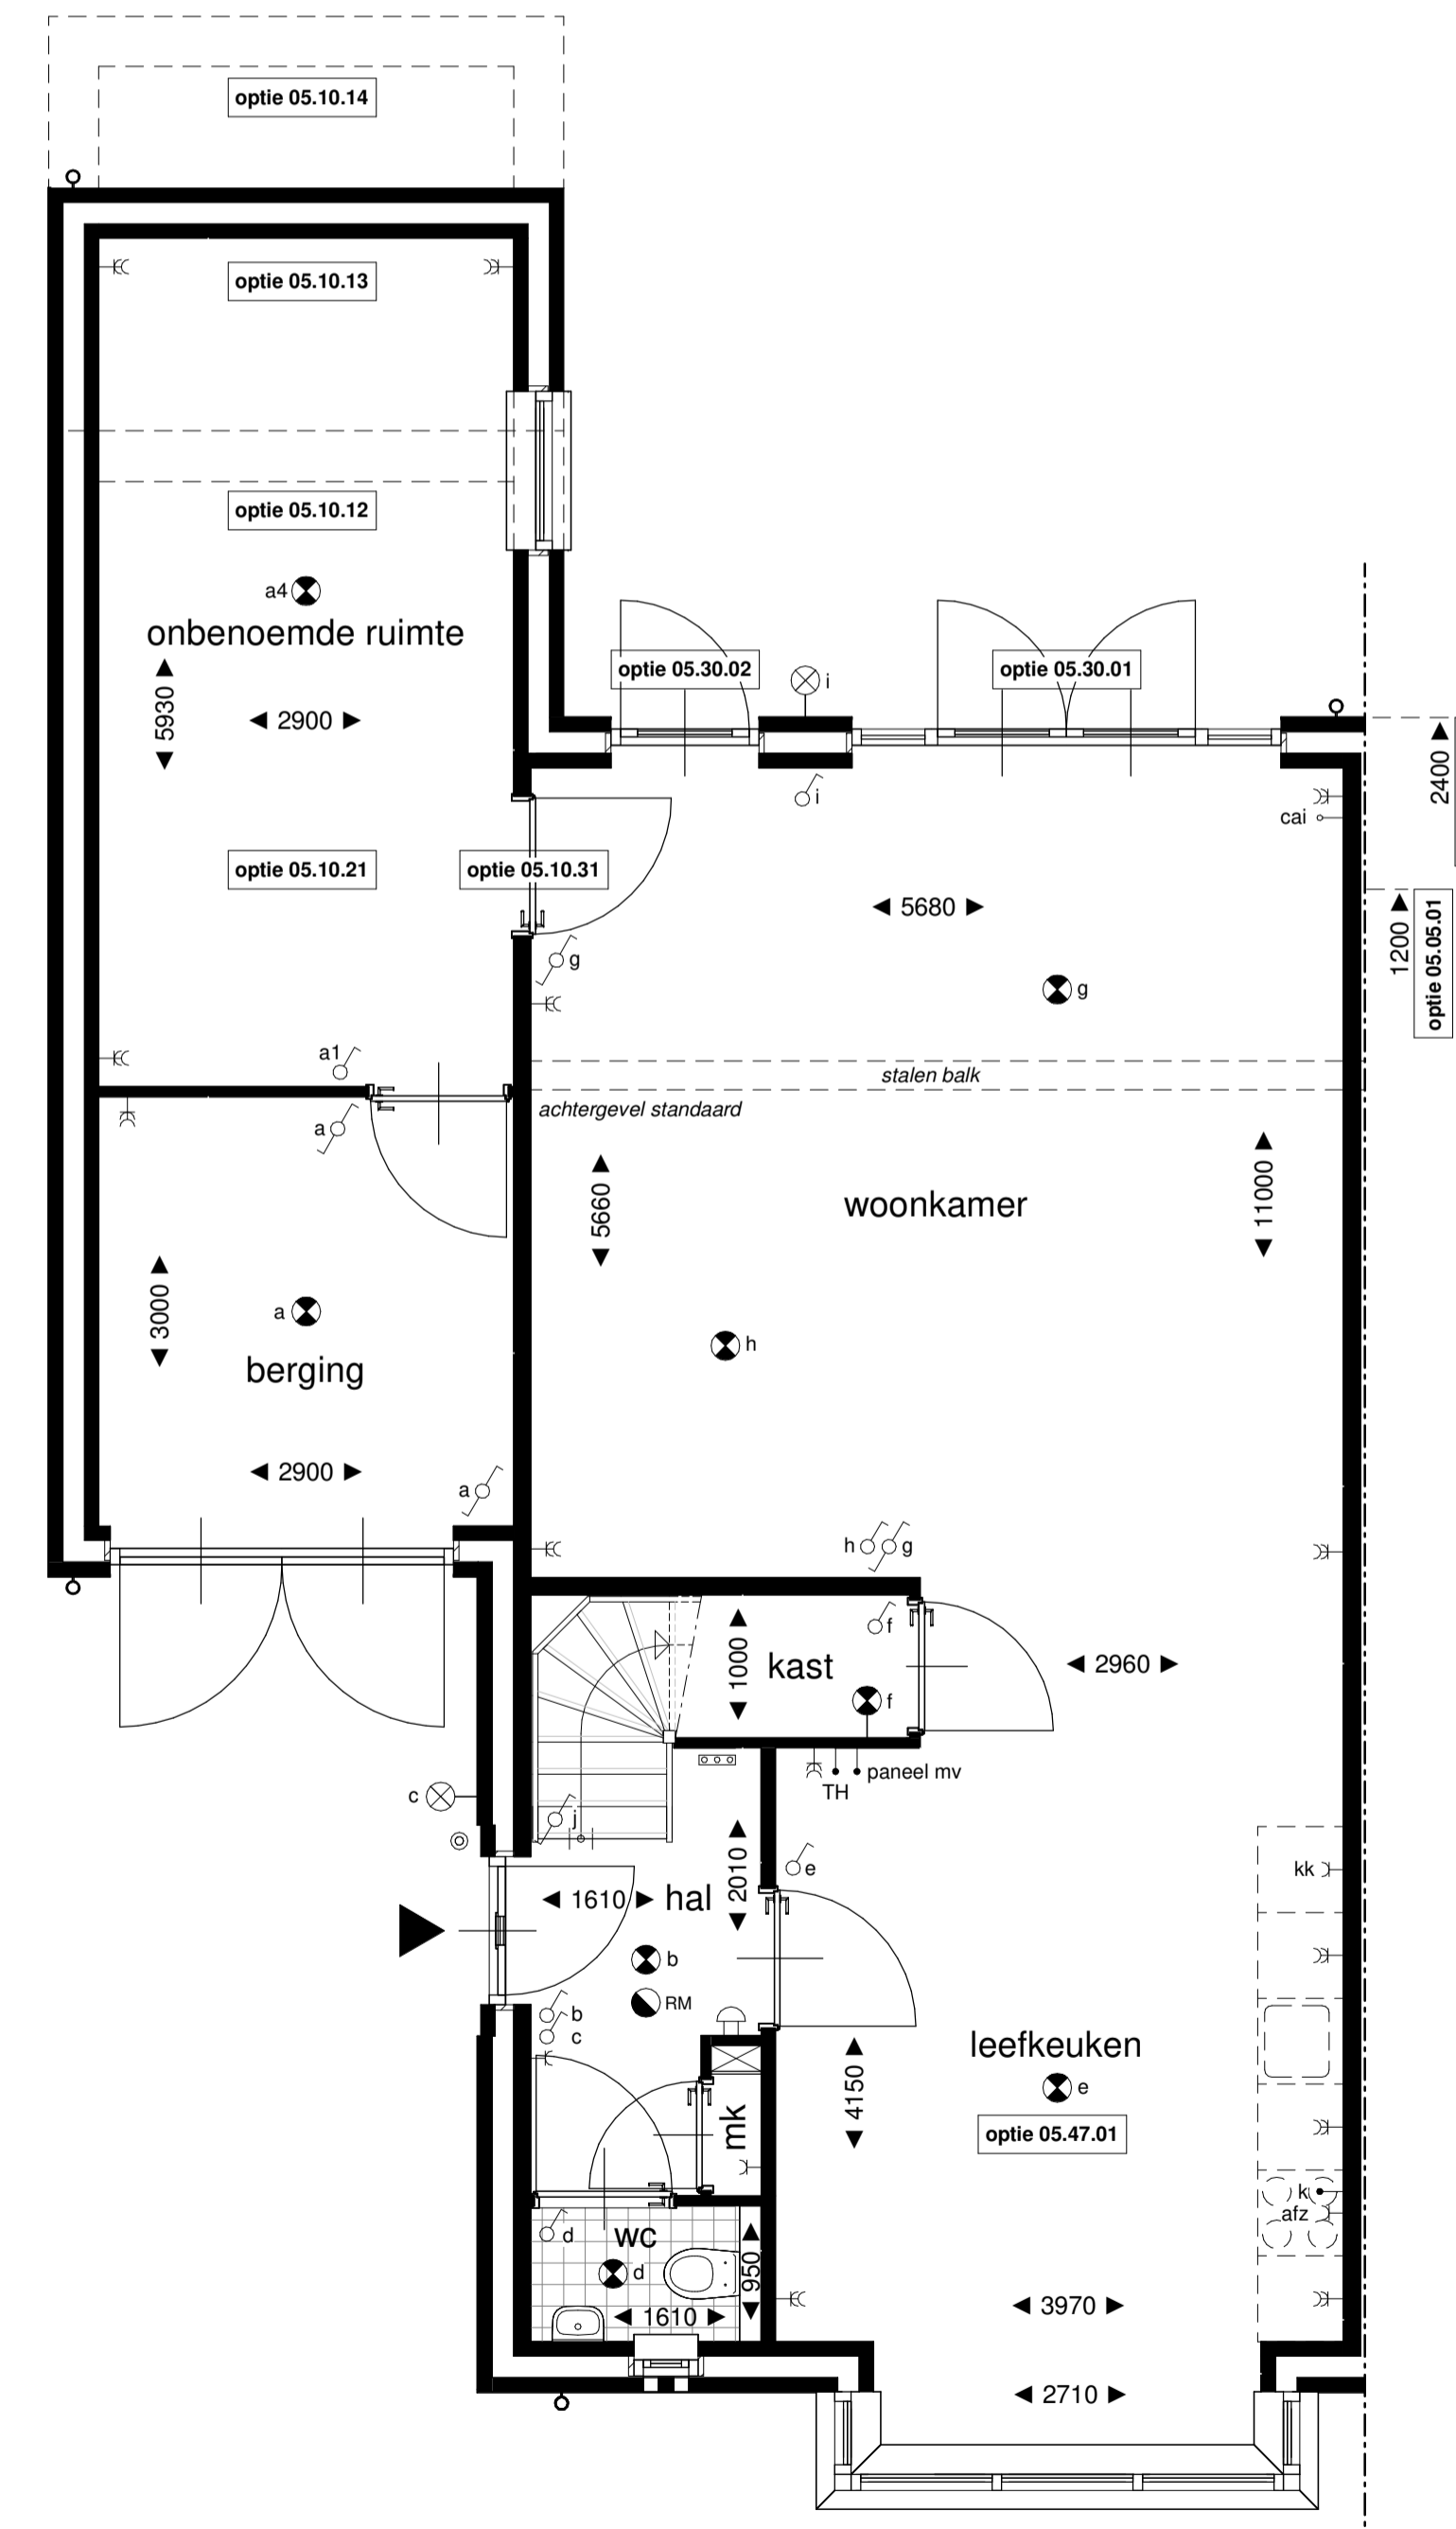 optie 05.10.14
optie 05.10.13
optie 05.10.12
a4
onbenoemde ruimte
5930
2900
optie 05.30.02
i
optie 05.30.01
2400
i
cai
optie 05.10.21
optie 05.10.31
5680
1200
optie 05.05.01
g
g
a1
stalen balk
achtergevel standaard
a
5660
woonkamer
11000
3000
a
h
berging
2900
a
h
g
f
1000
kast
2960
f
paneel mv
TH
c
j
2010
e
kk
1610
hal
b
RM
b
c
leefkeuken
4150
e
mk
optie 05.47.01
k
afz
d
wc
d
950
1610
3970
2710